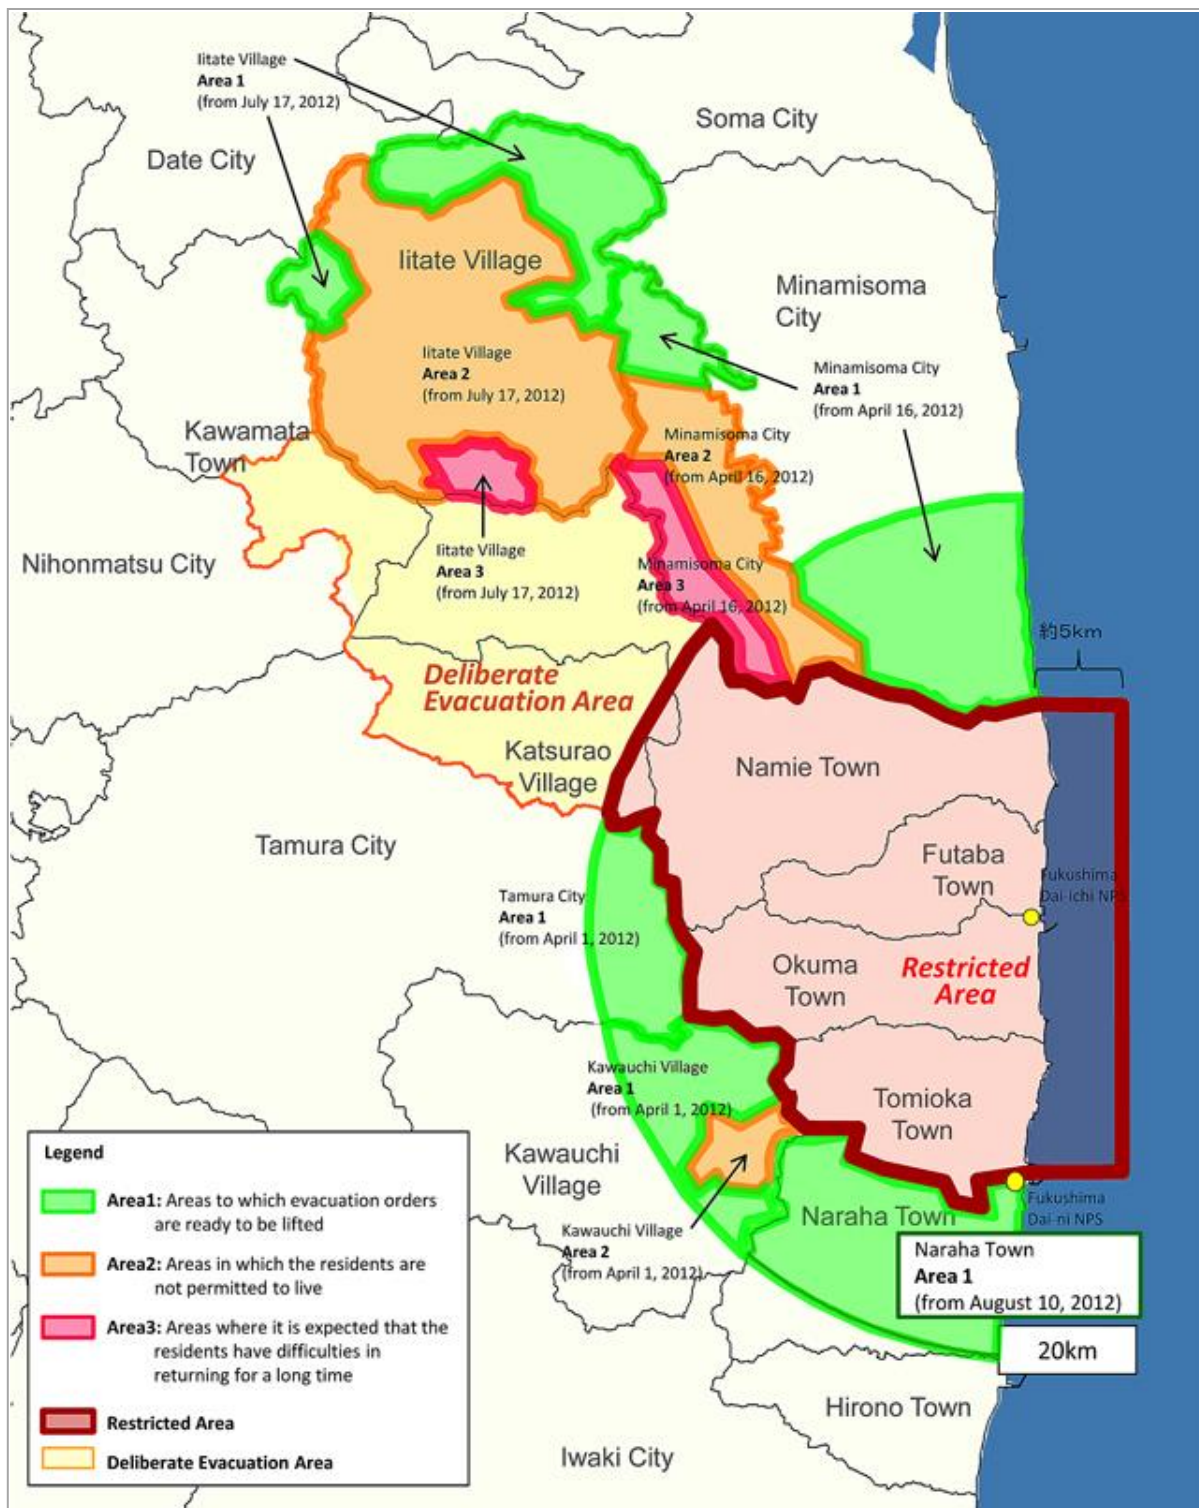 Iitate Village
Area 1
(from July 17, 2012)
Soma City
Date City
Iitate Village
Minamisoma
City
Iitate Village
Area 2
(from July 17, 2012)
Minamisoma City
Area 1
(from April 16, 2012)
Kawamata
Town
Minamisoma City
Area 2
(from April 16, 2012)
Nihonmatsu City
Iitate Village
Area 3
(from July 17, 2012)
Minamisoma City
Area 3
(from April 16, 2012)
約5km
Deliberate
Evacuation Area
Katsurao
Village
Namie Town
Tamura City
Futaba
Town
Fukushima
Dai-ichi NPS
Tamura City
Area 1
(from April 1, 2012)
Okuma
Town
Restricted
Area
Kawauchi Village
Area 1
(from April 1, 2012)
Tomioka
Town
Kawauchi
Village
Naraha Town
Fukushima
Dai-ni NPS
Kawauchi Village
Area 2
(from April 1, 2012)
Naraha Town
Area 1
(from August 10, 2012)
20km
Hirono Town
Iwaki City
Legend
Area1: Areas to which evacuation orders
are ready to be lifted
Area2: Areas in which the residents are
not permitted to live
Area3: Areas where it is expected that the
residents have difficulties in
returning for a long time
Restricted Area
Deliberate Evacuation Area